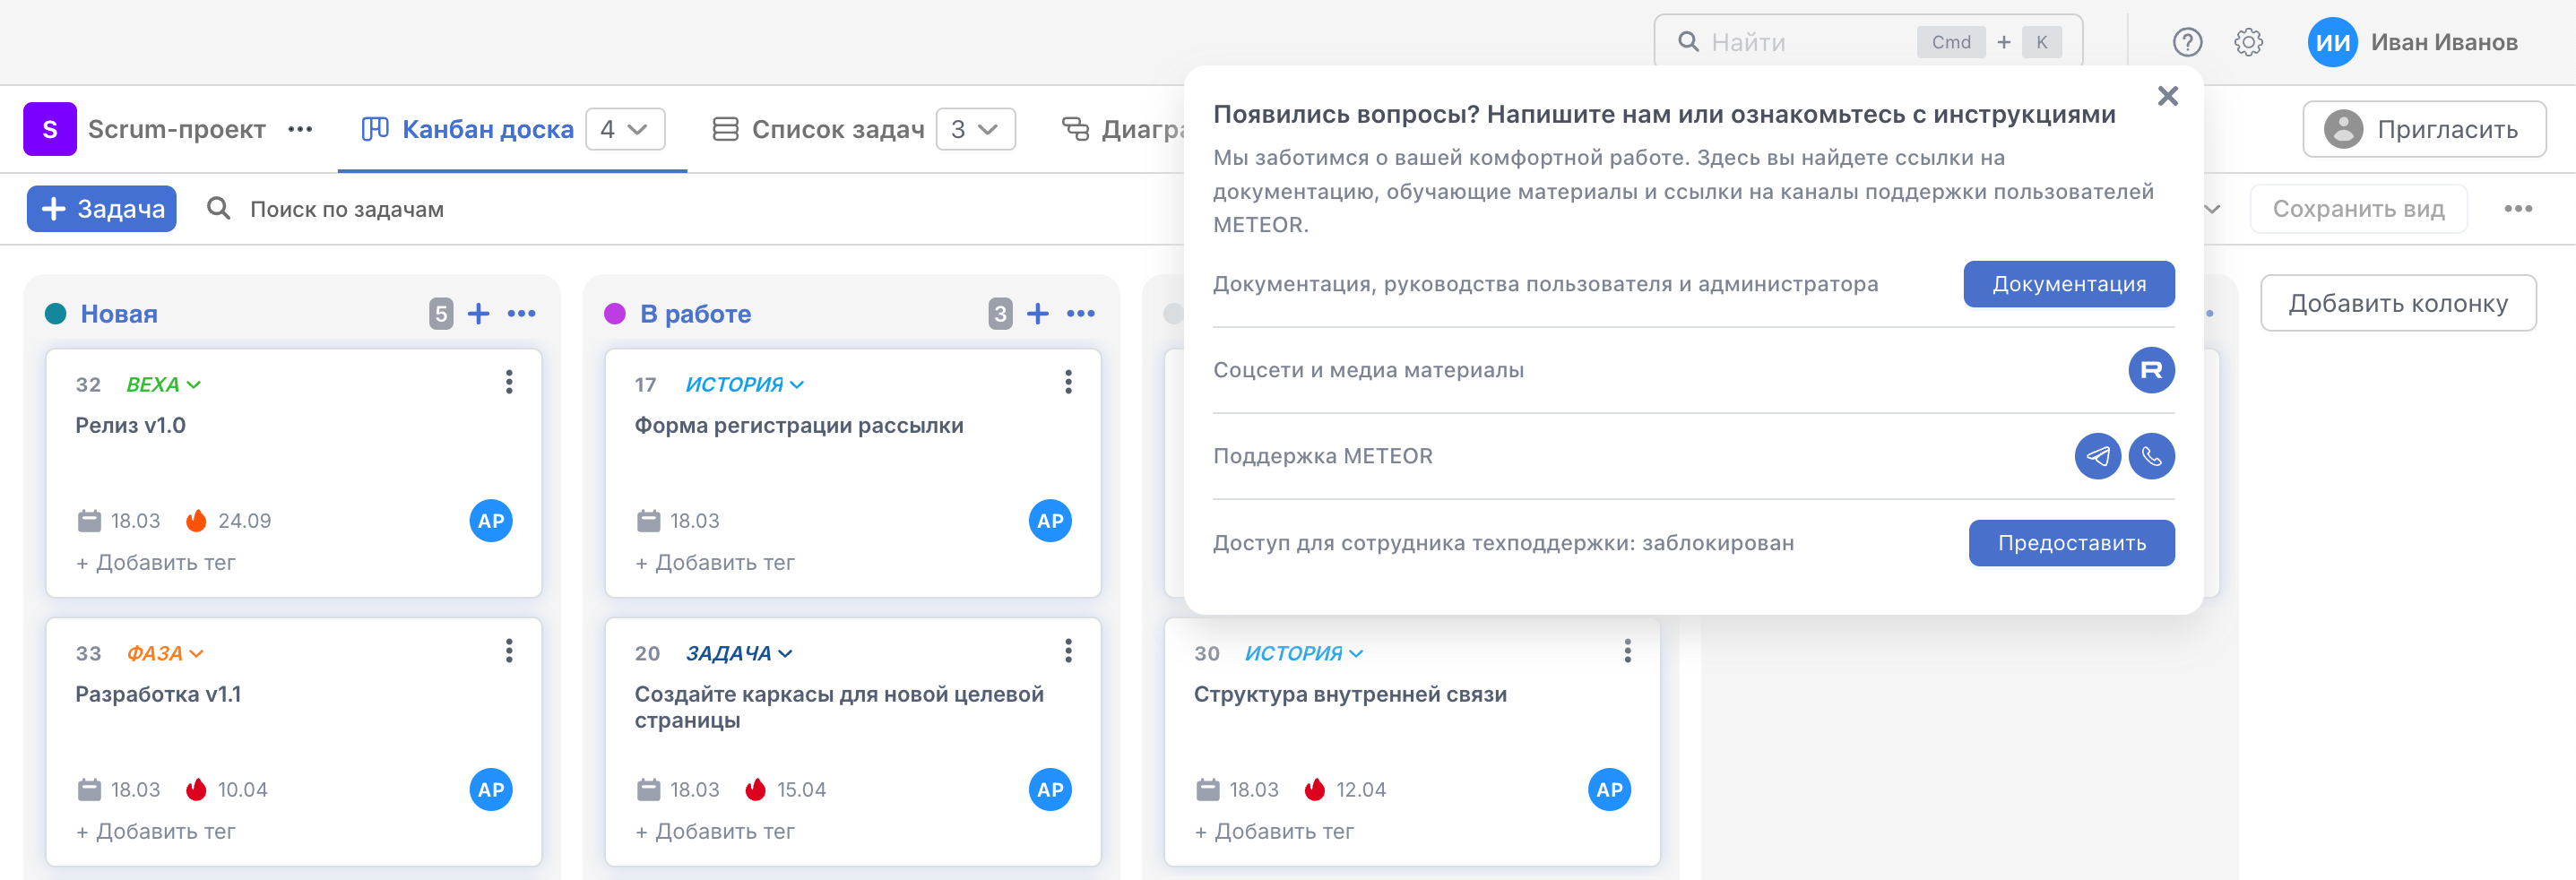 Найти Cmd + K
ИИ Иван Иванов
S Scrum-проект
Канбан доска 4
Список задач 3
Пригласить
Задача
Поиск по задачам
Сохранить вид
Появились вопросы? Напишите нам или ознакомьтесь с инструкциями
Мы заботимся о вашей комфортной работе. Здесь вы найдете ссылки на
документацию, обучающие материалы и ссылки на каналы поддержки пользователей
METEOR.
Документация, руководства пользователя и администратора
Документация
Соцсети и медиа материалы
Поддержка METEOR
Доступ для сотрудника техподдержки: заблокирован
Предоставить
Добавить колонку
Новая 5
32 ВЕХА
Релиз v1.0
18.03 24.09 AP
+ Добавить тег
33 ФАЗА
Разработка v1.1
18.03 10.04 AP
+ Добавить тег
В работе 3
17 ИСТОРИЯ
Форма регистрации рассылки
18.03 AP
+ Добавить тег
20 ЗАДАЧА
Создайте каркасы для новой целевой
страницы
18.03 15.04 AP
+ Добавить тег
30 ИСТОРИЯ
Структура внутренней связи
18.03 12.04 AP
+ Добавить тег